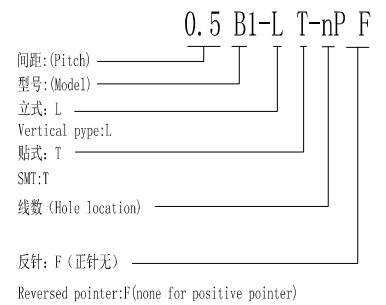 0.5 B1-L T-nP F
间距:(Pitch)
型号:(Model)
立式: L
Vertical pype:L
贴式: T
SMT:T
线数 (Hole location)
反针: F（正针无）
Reversed pointer:F(none for positive pointer)